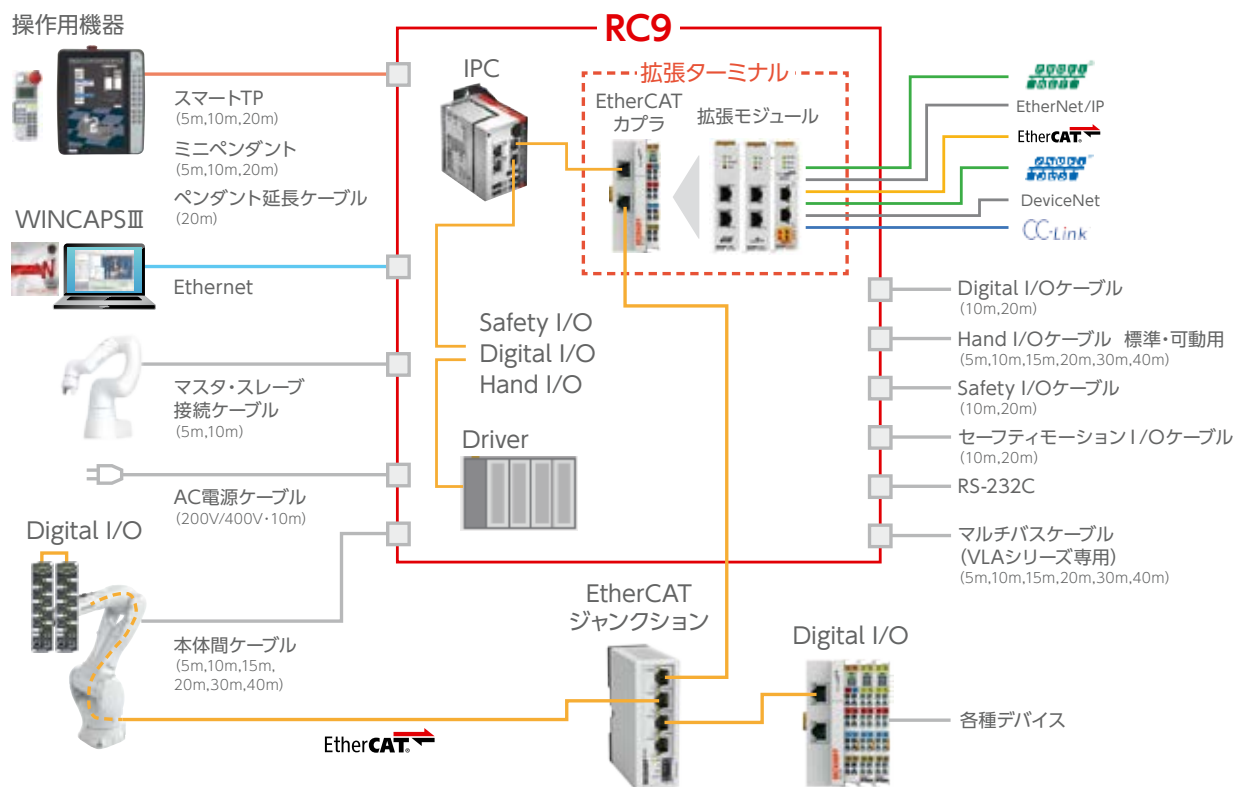 操作用機器
スマートTP
(5m,10m,20m)
ミニペンダント
(5m,10m,20m)
ペンダント延長ケーブル
(20m)
WINCAPSⅢ
Ethernet
マスタ・スレーブ
接続ケーブル
(5m,10m)
AC電源ケーブル
(200V/400V・10m)
Digital I/O
本体間ケーブル
(5m,10m,15m,
20m,30m,40m)
EtherCAT
RC9
IPC
拡張ターミナル
EtherCAT
カプラ
拡張モジュール
Safety I/O
Digital I/O
Hand I/O
Driver
EtherNet/IP
EtherCAT
DeviceNet
CC-Link
Digital I/Oケーブル
(10m,20m)
Hand I/Oケーブル 標準・可動用
(5m,10m,15m,20m,30m,40m)
Safety I/Oケーブル
(10m,20m)
セーフティモーションI/Oケーブル
(10m,20m)
RS-232C
マルチバスケーブル
(VLAシリーズ専用)
(5m,10m,15m,20m,30m,40m)
EtherCAT
ジャンクション
Digital I/O
各種デバイス